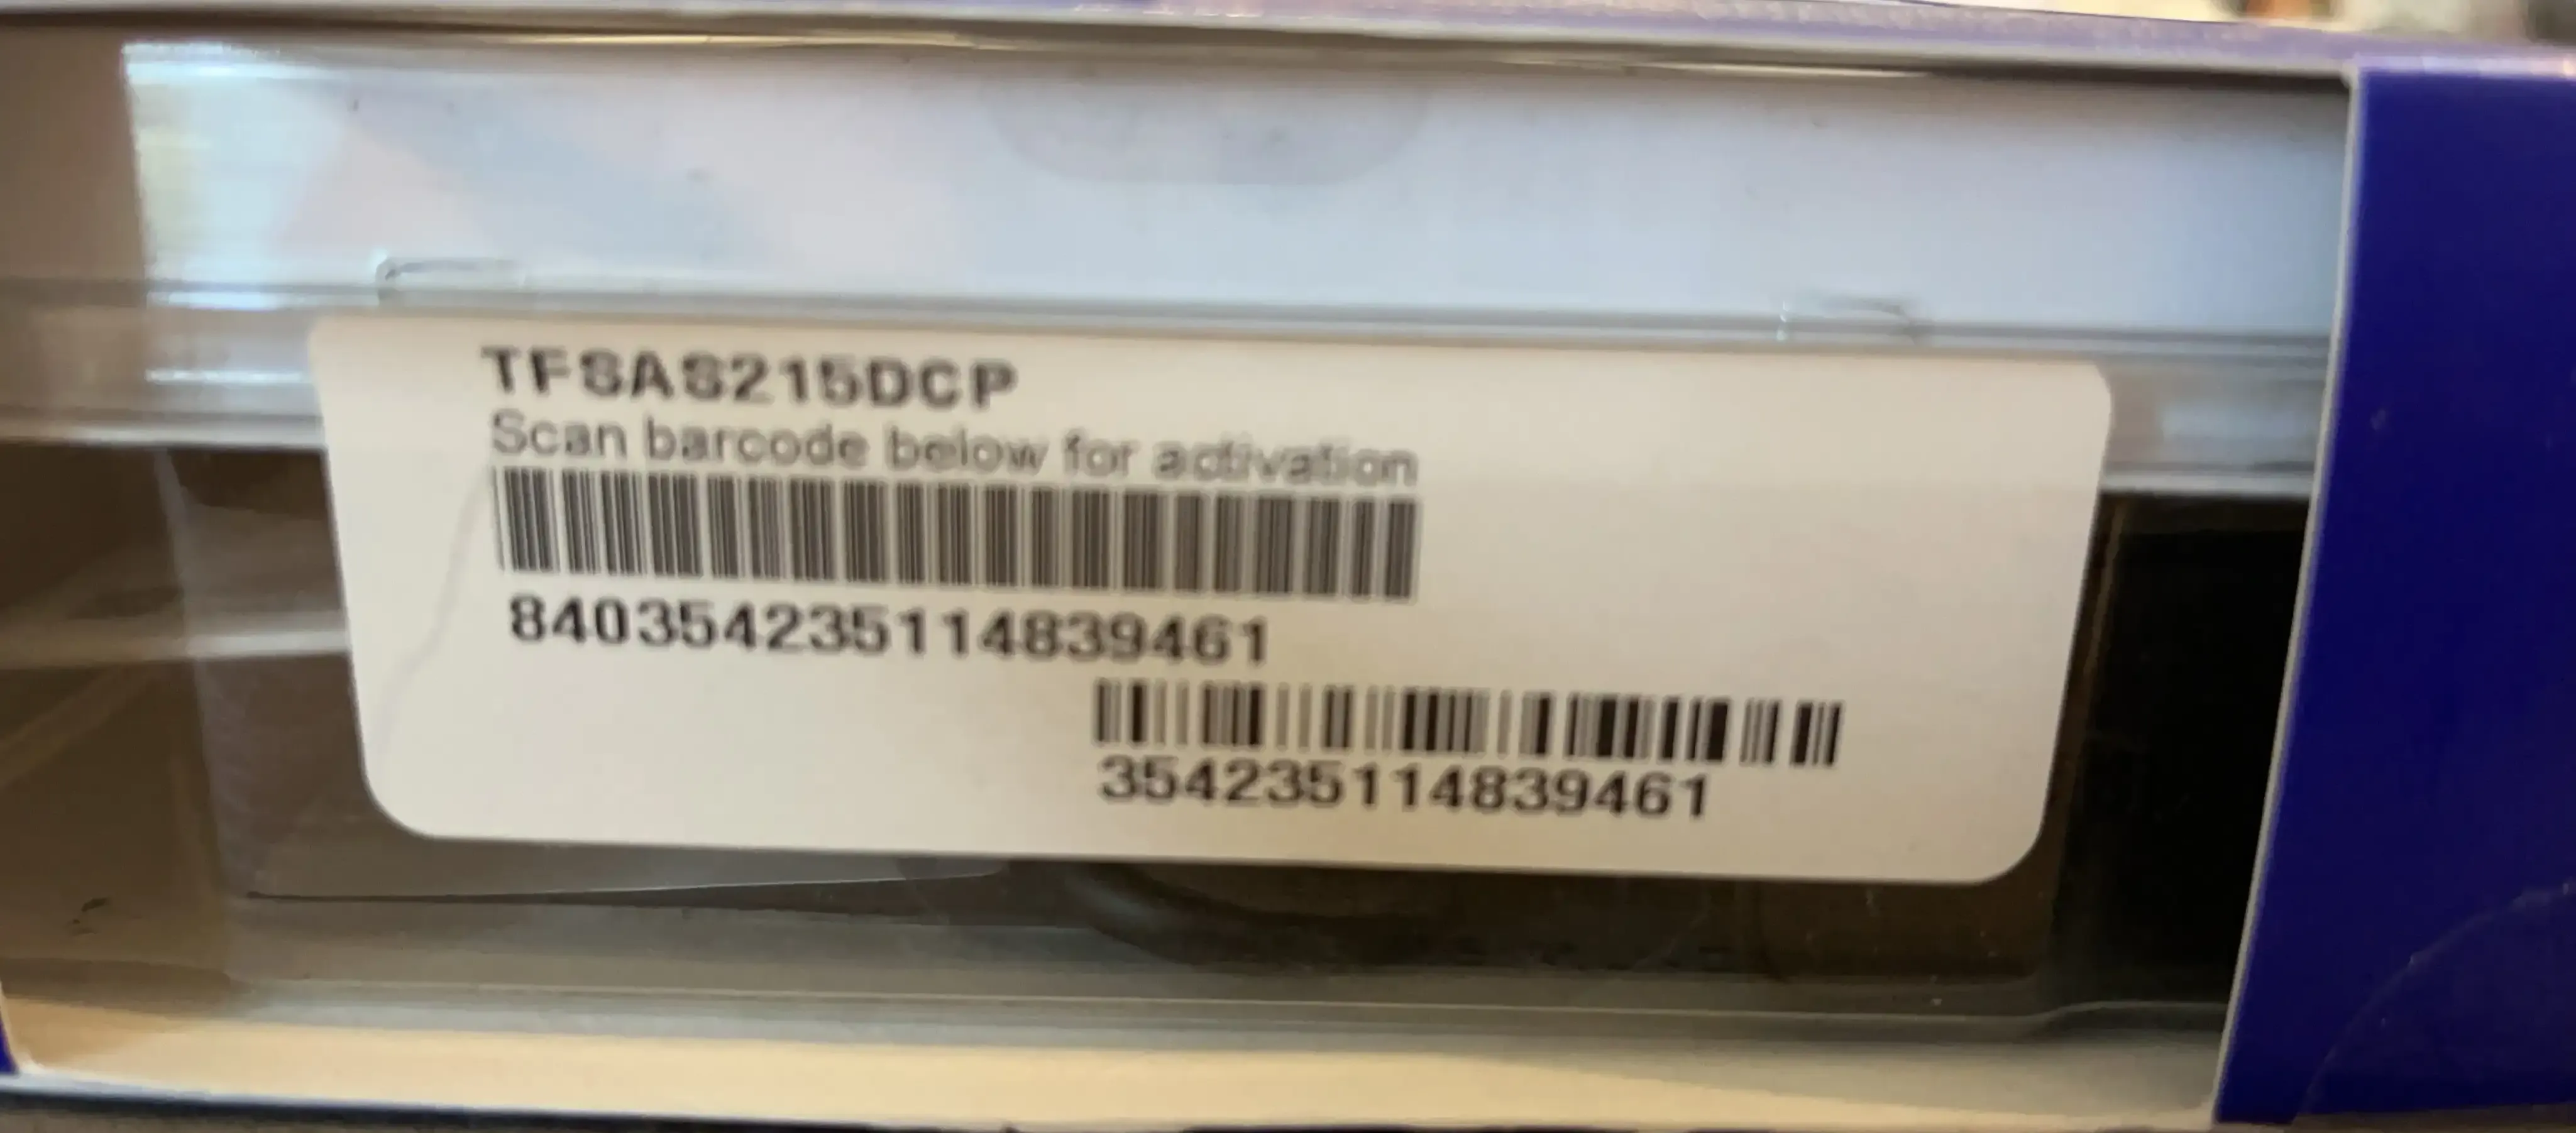 TFSAS215DCP
Scan barcode below for activation
840354235114839461
354235114839461